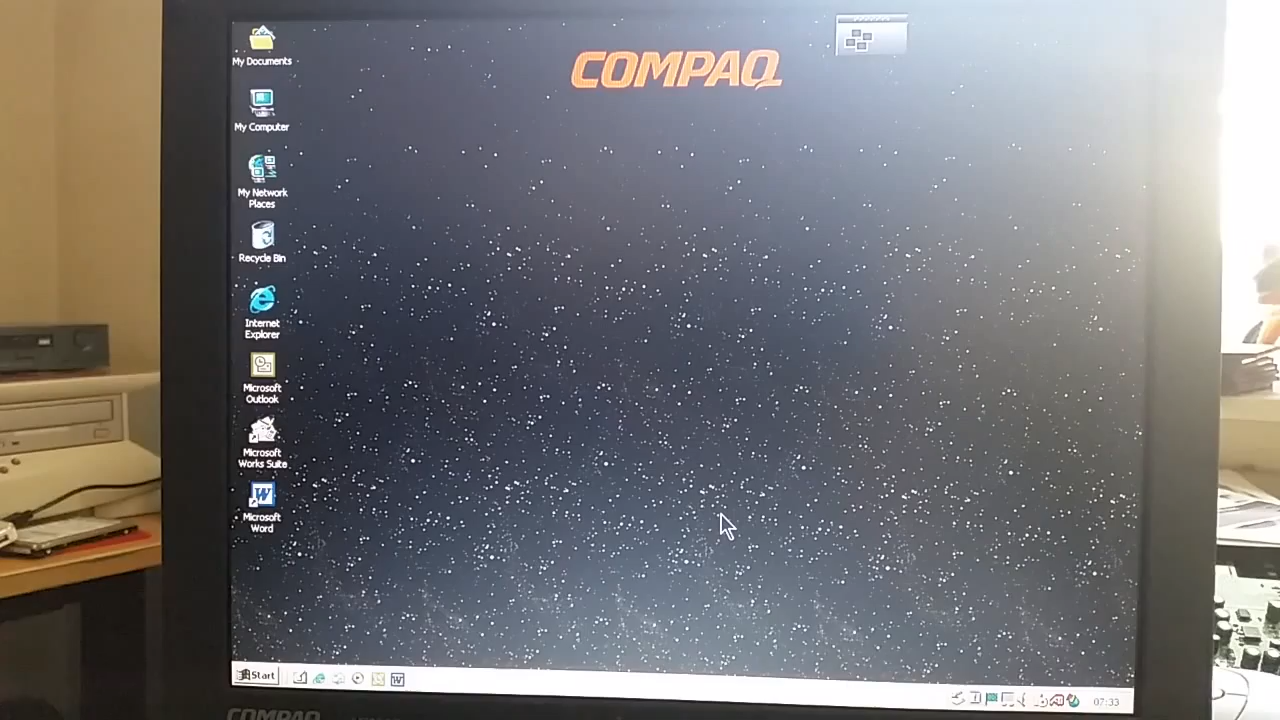 My Documents
COMPAQ
My Computer
My Network
Places
Recycle Bin
Internet
Explorer
Microsoft
Outlook
Microsoft
Works Suite
Microsoft
Word
Start
W
07:33
COMPAQ